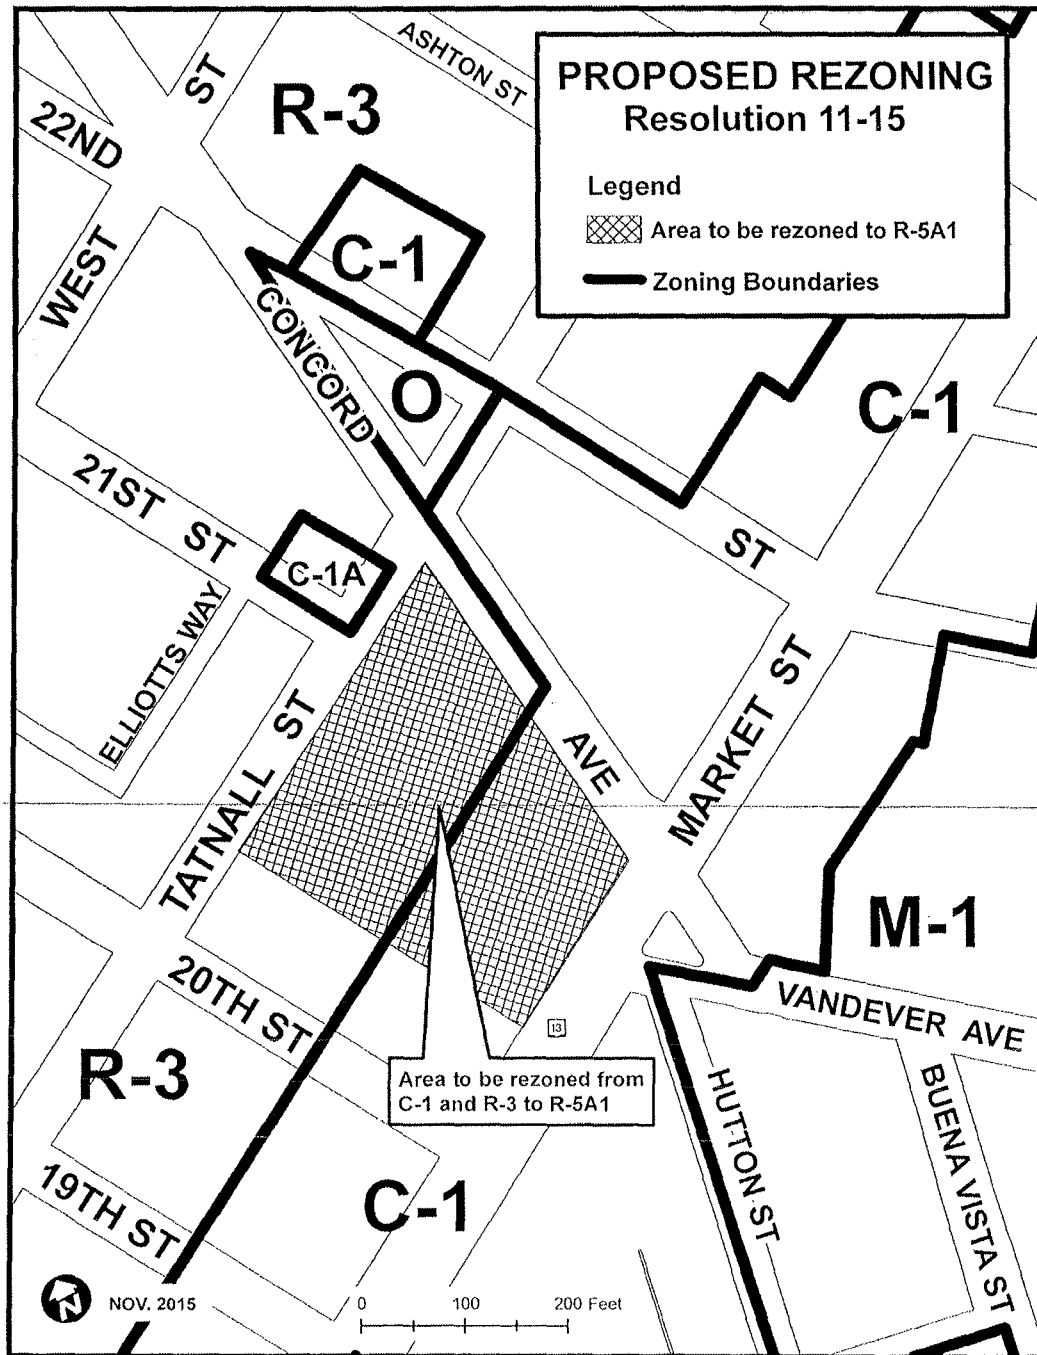 PROPOSED REZONING
Resolution 11-15
Legend
Area to be rezoned to R-5A1
Zoning Boundaries
ASHTON ST
ST
R-3
22ND
WEST
C-1
CONCORD
O
C-1
21ST ST
C-1A
ST
ELLIOTTS WAY
TATNALL ST
AVE
MARKET ST
M-1
20TH ST
VANDEVER AVE
13
R-3
Area to be rezoned from
C-1 and R-3 to R-5A1
HUTTON ST
BUENA VISTA ST
19TH ST
C-1
N
NOV. 2015
0 100 200 Feet